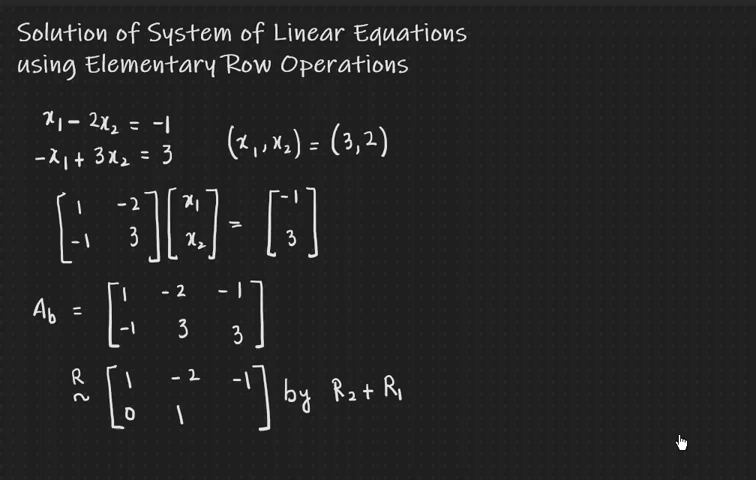 Solution of System of Linear Equations
using Elementary Row Operations
x₁ - 2x₂ = -1
-x₁ + 3x₂ = 3
(x₁, x₂) = (3, 2)
[1 -2; -1 3] [x₁; x₂] = [-1; 3]
A_b = [1 -2 -1; -1 3 3]
R ~ [1 -2 -1; 0 1] by R₂ + R₁